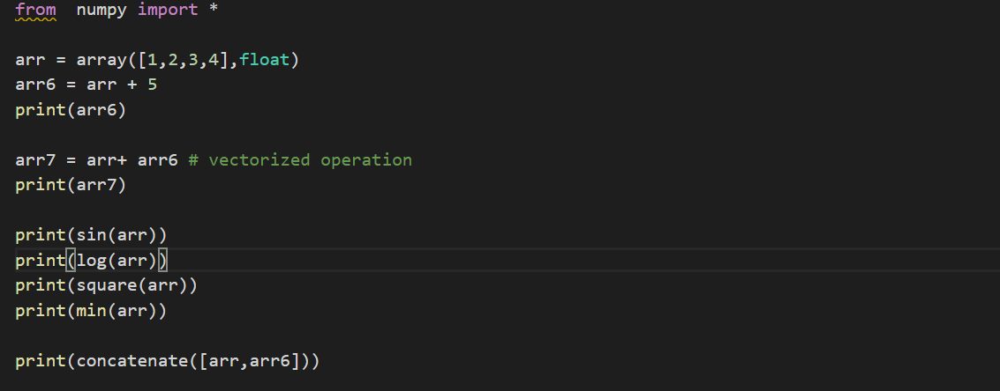 from  numpy import *
arr = array([1,2,3,4],float)
arr6 = arr + 5
print(arr6)
arr7 = arr+ arr6 # vectorized operation
print(arr7)
print(sin(arr))
print(log(arr))
print(square(arr))
print(min(arr))
print(concatenate([arr,arr6]))